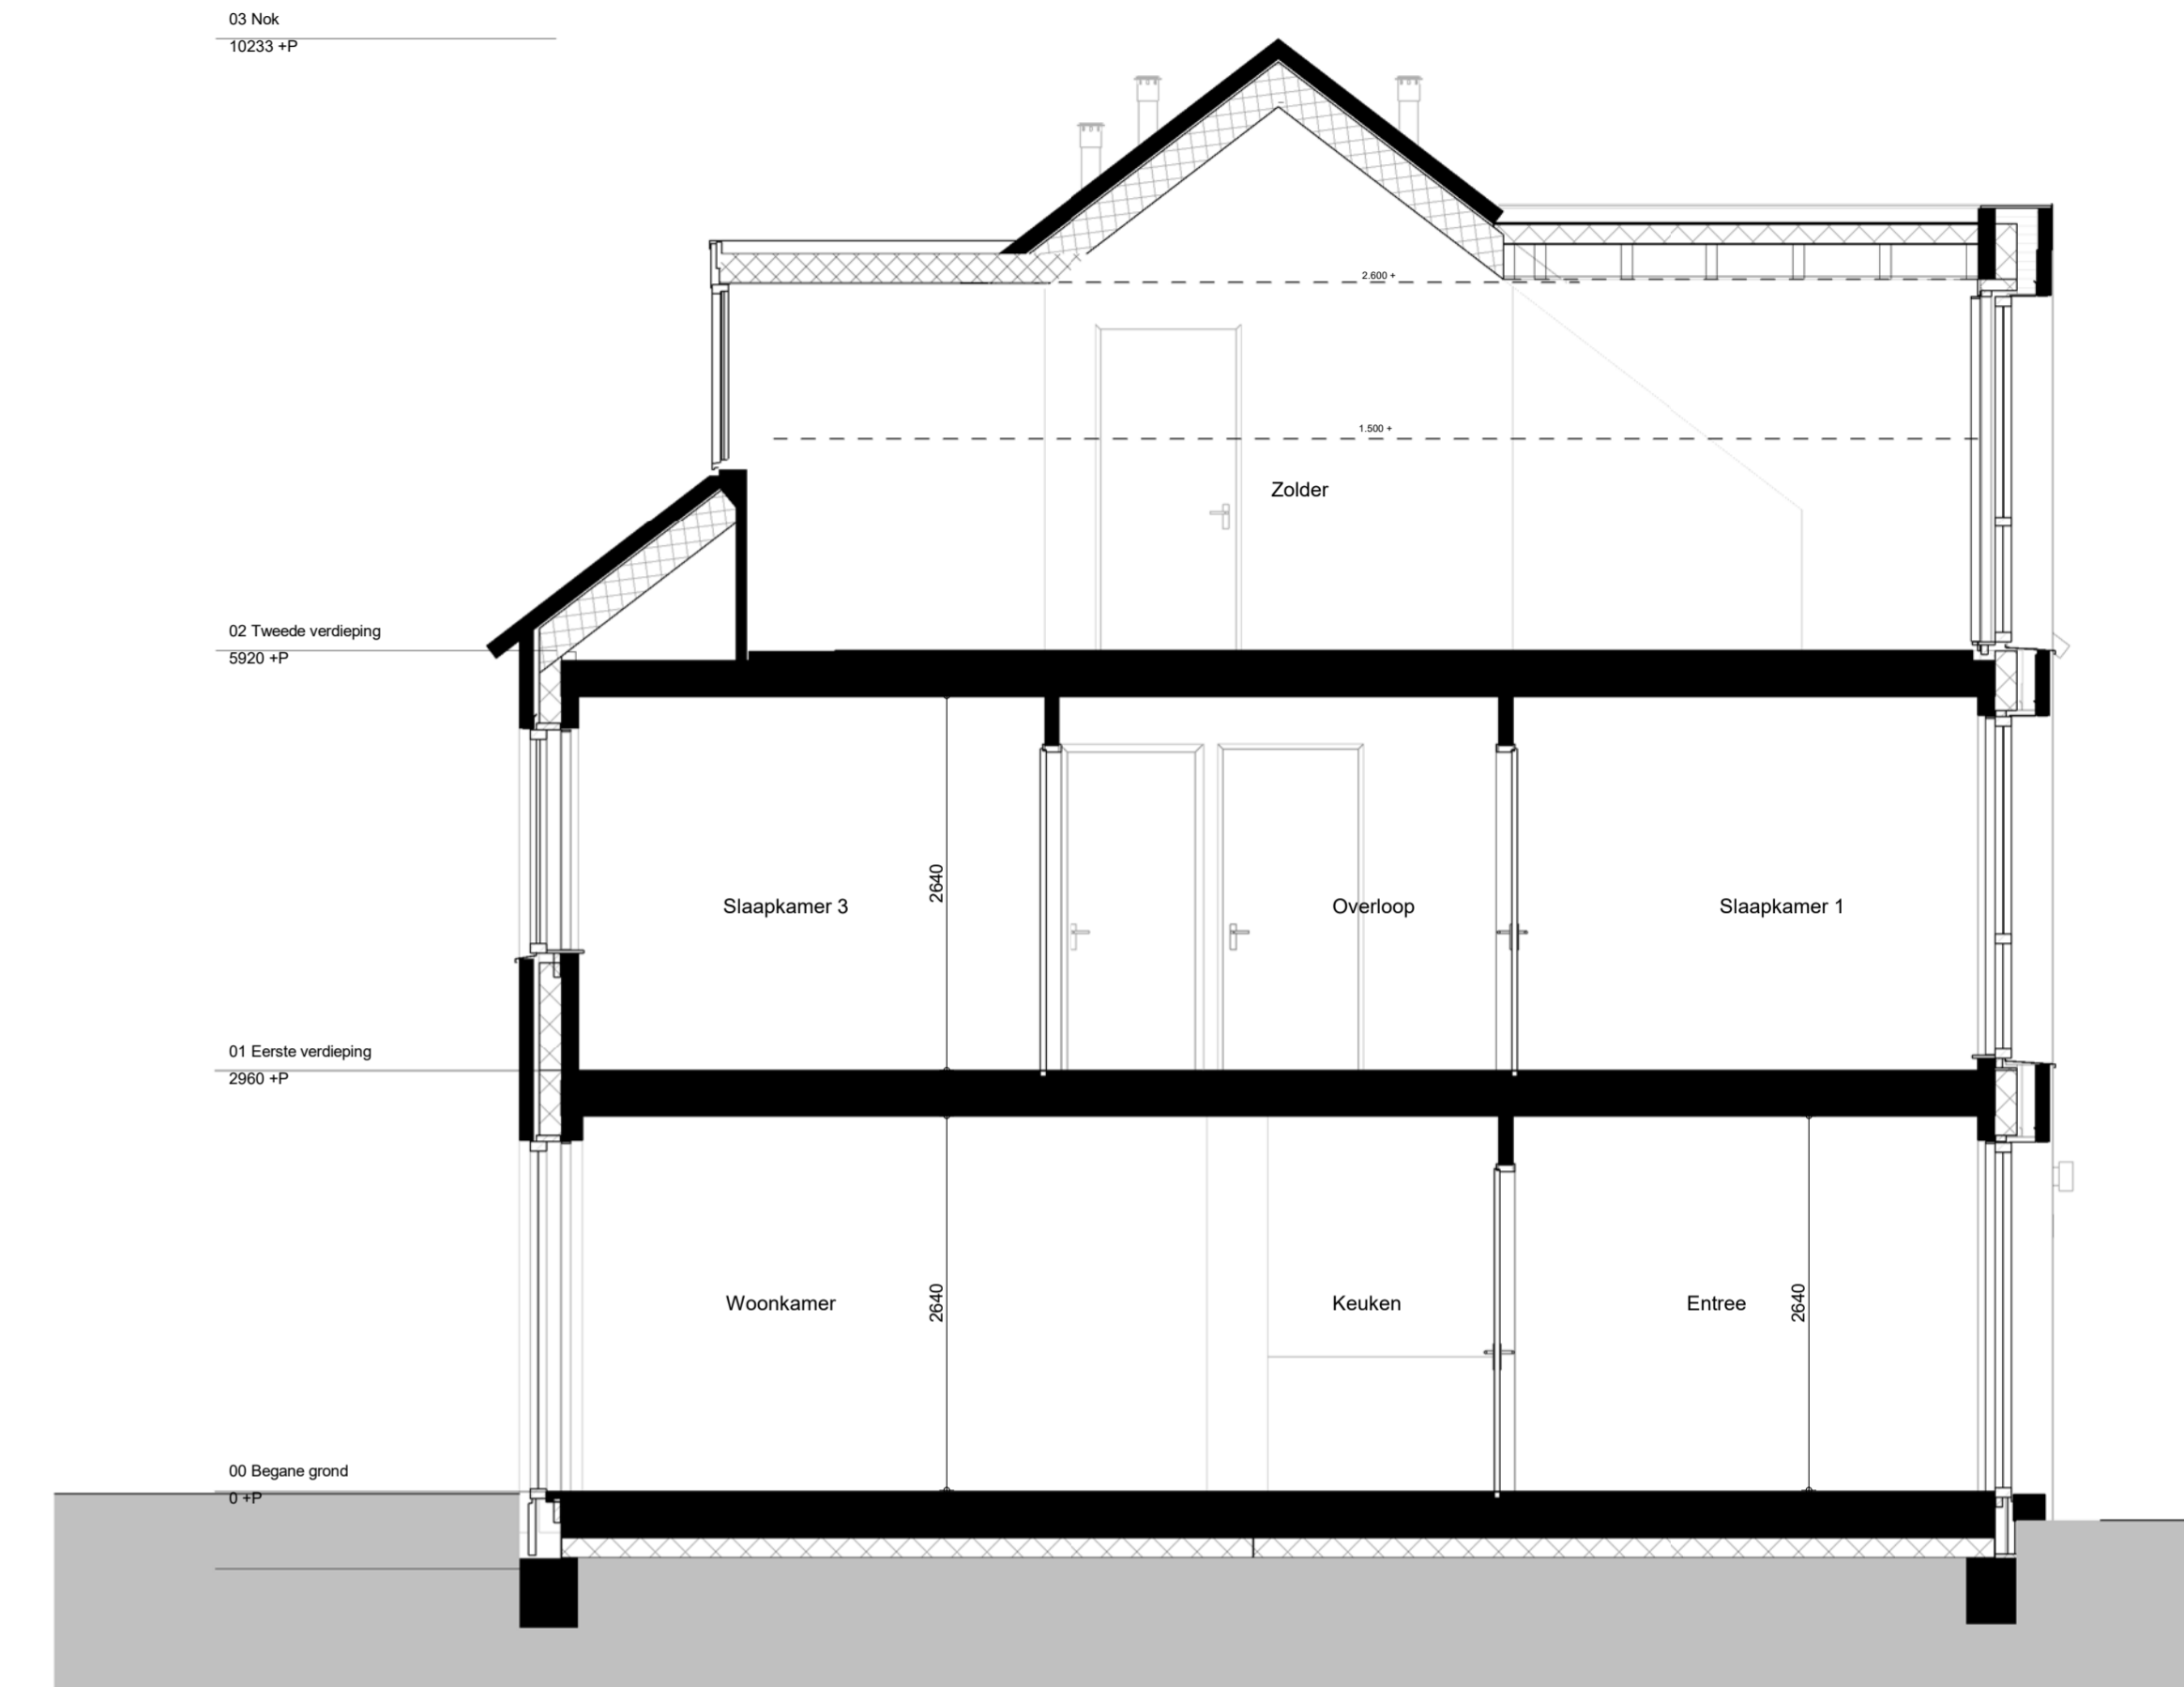 03 Nok
10233 +P
2.600 +
1.500 +
Zolder
02 Tweede verdieping
5920 +P
2640
Slaapkamer 3
Overloop
Slaapkamer 1
01 Eerste verdieping
2960 +P
2640
2640
Woonkamer
Keuken
Entree
00 Begane grond
0 +P